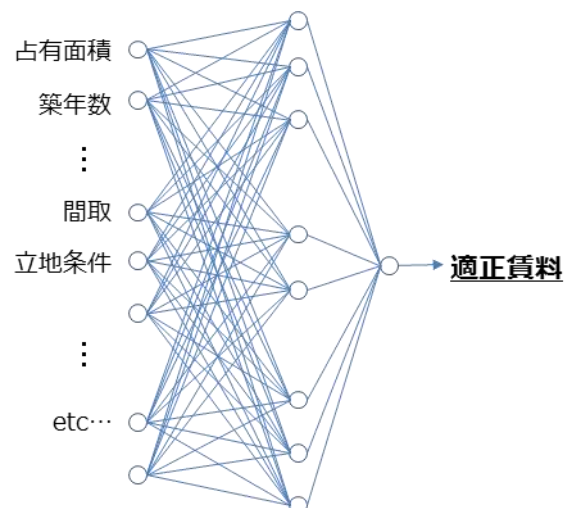 占有面積
築年数
⋮
間取
立地条件
⋮
etc…
適正賃料